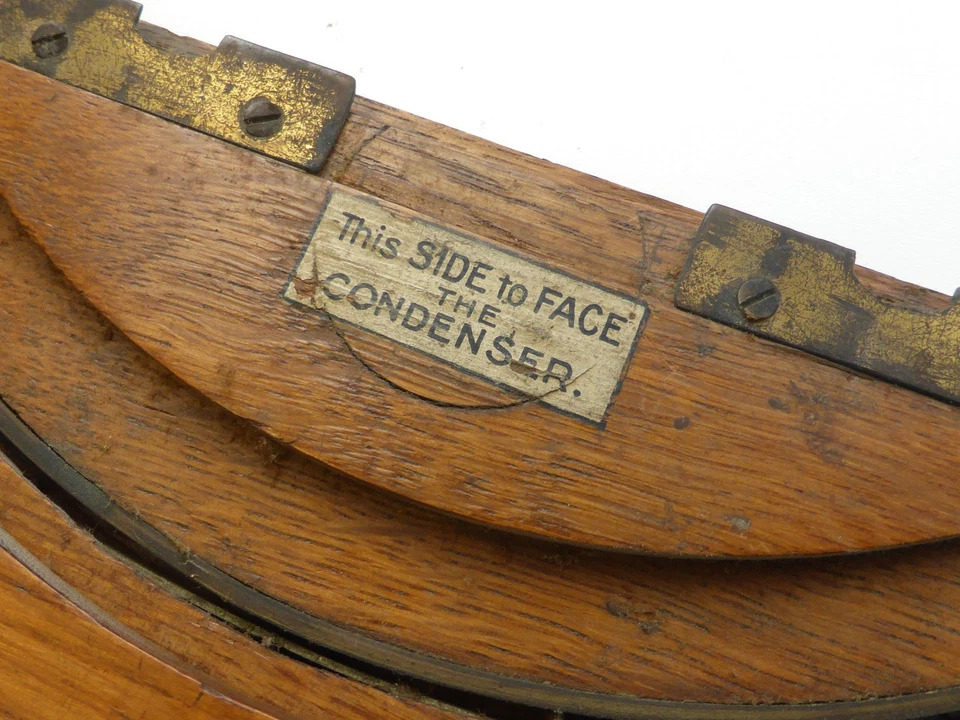 This SIDE to FACE
THE
CONDENSER.